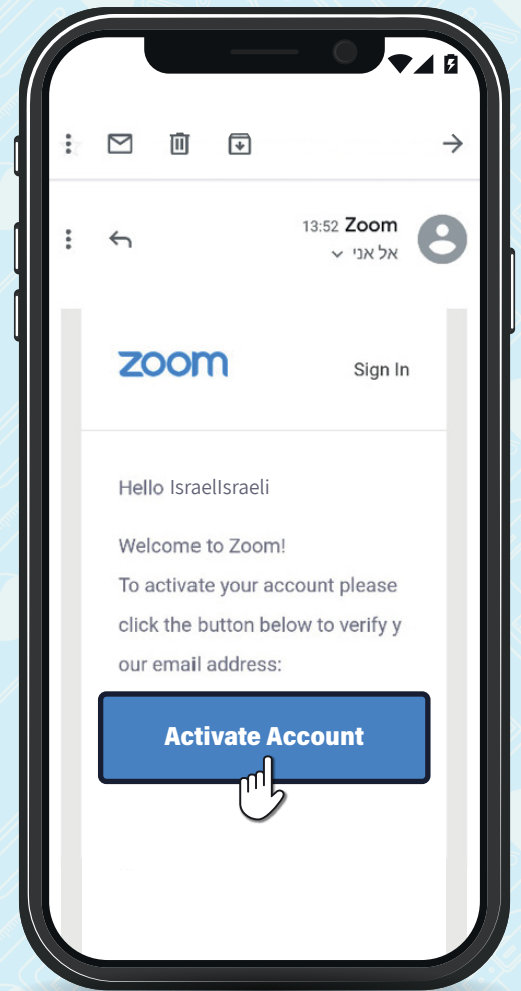 13:52 Zoom
אל אני
zoom
Sign In
Hello IsraelIsraeli
Welcome to Zoom!
To activate your account please
click the button below to verify y
our email address:
Activate Account